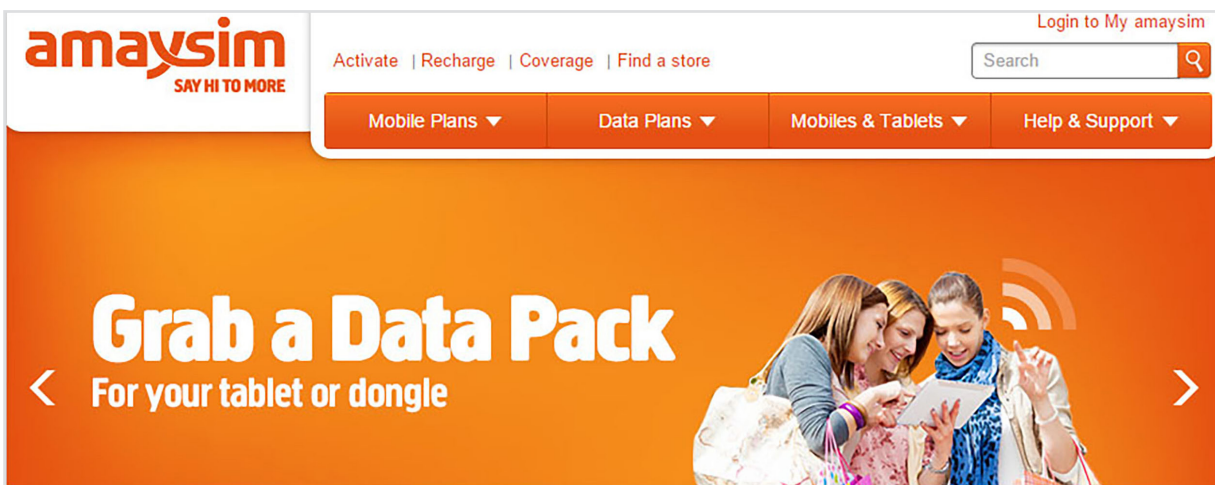 amaysim
SAY HI TO MORE
Login to My amaysim
Activate | Recharge | Coverage | Find a store
Search
Mobile Plans
Data Plans
Mobiles & Tablets
Help & Support
Grab a Data Pack
For your tablet or dongle